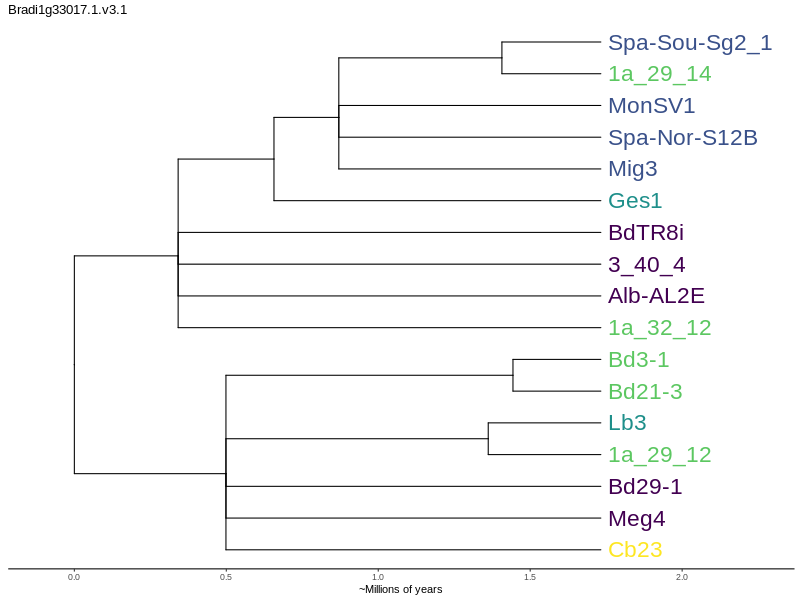 Bradi1g33017.1.v3.1
Spa-Sou-Sg2_1
1a_29_14
MonSV1
Spa-Nor-S12B
Mig3
Ges1
BdTR8i
3_40_4
Alb-AL2E
1a_32_12
Bd3-1
Bd21-3
Lb3
1a_29_12
Bd29-1
Meg4
Cb23
0.0 0.5 1.0 1.5 2.0
~Millions of years